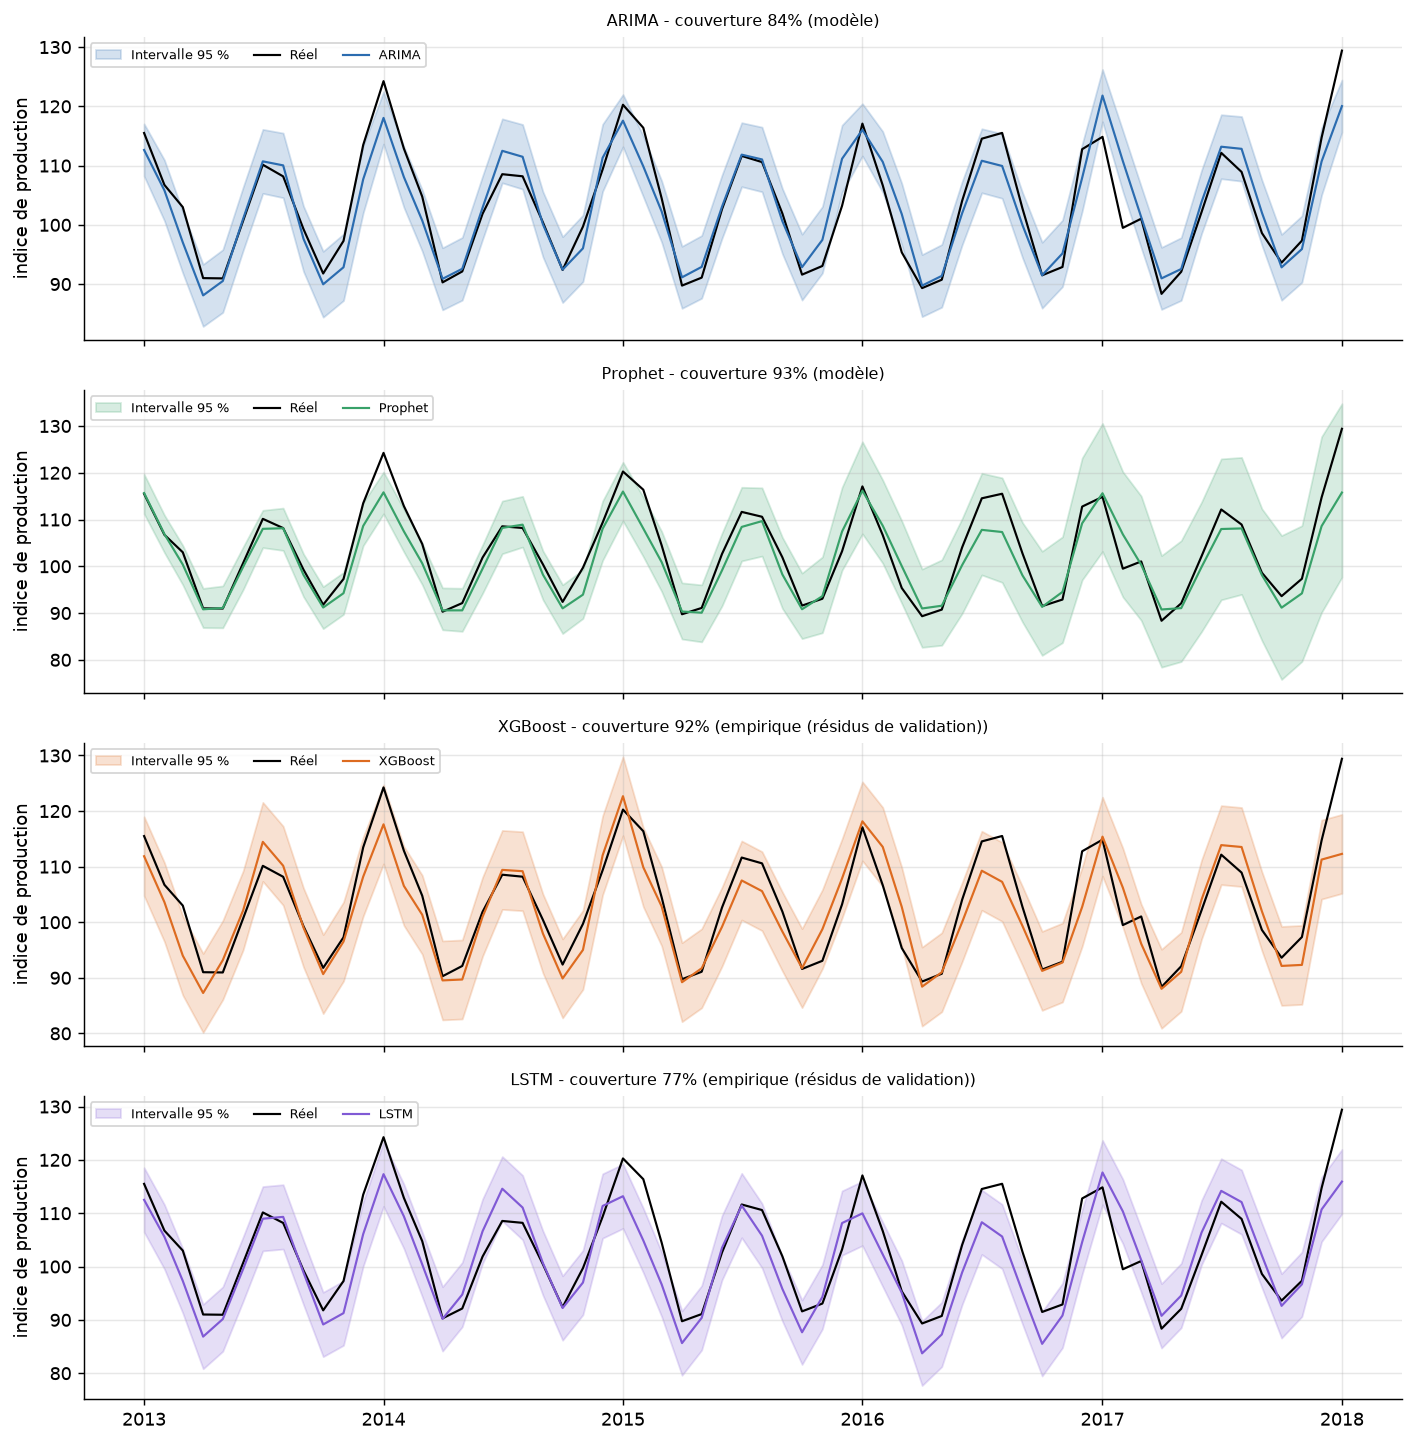 ARIMA - couverture 84% (modèle)
Intervalle 95 % Réel ARIMA
indice de production
130
120
110
100
90
Prophet - couverture 93% (modèle)
Intervalle 95 % Réel Prophet
indice de production
130
120
110
100
90
80
XGBoost - couverture 92% (empirique (résidus de validation))
Intervalle 95 % Réel XGBoost
indice de production
130
120
110
100
90
80
LSTM - couverture 77% (empirique (résidus de validation))
Intervalle 95 % Réel LSTM
indice de production
130
120
110
100
90
80
2013 2014 2015 2016 2017 2018